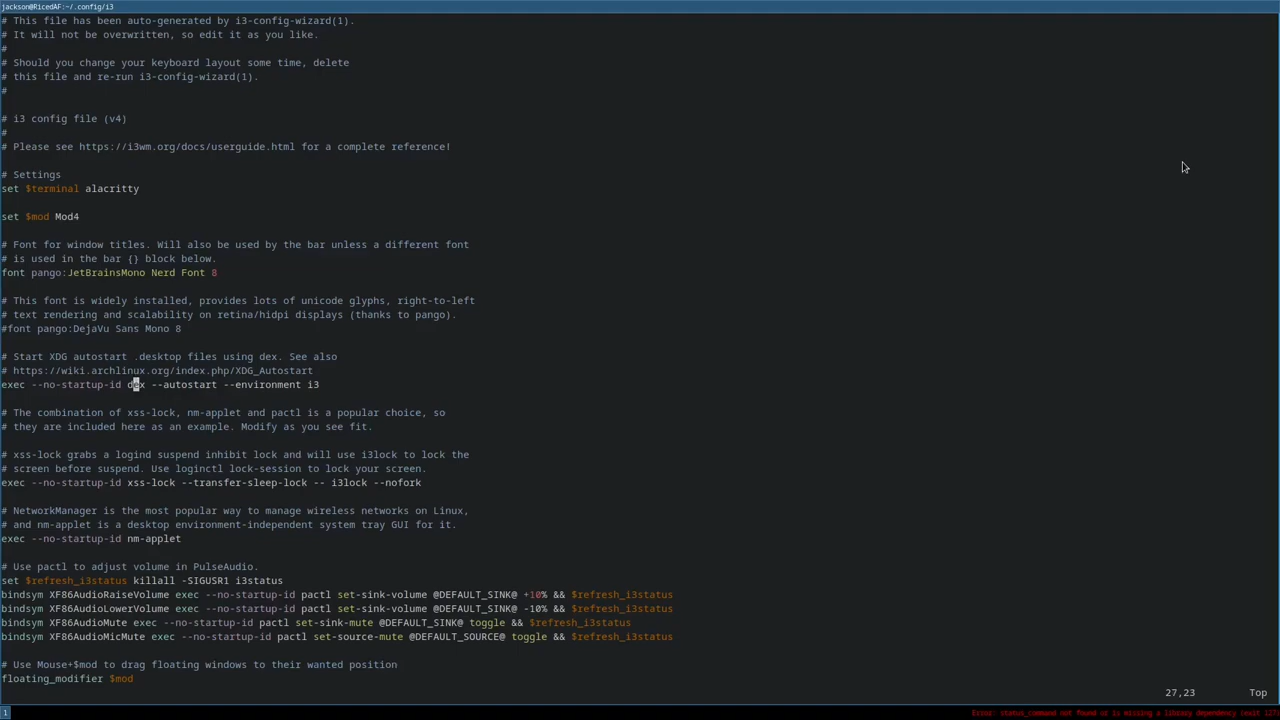 jackson@RicedAF:~/.config/i3
# This file has been auto-generated by i3-config-wizard(1).
# It will not be overwritten, so edit it as you like.
#
# Should you change your keyboard layout some time, delete
# this file and re-run i3-config-wizard(1).
#
# i3 config file (v4)
#
# Please see https://i3wm.org/docs/userguide.html for a complete reference!
# Settings
set $terminal alacritty
set $mod Mod4
# Font for window titles. Will also be used by the bar unless a different font
# is used in the bar {} block below.
font pango:JetBrainsMono Nerd Font 8
# This font is widely installed, provides lots of unicode glyphs, right-to-left
# text rendering and scalability on retina/hidpi displays (thanks to pango).
#font pango:DejaVu Sans Mono 8
# Start XDG autostart .desktop files using dex. See also
# https://wiki.archlinux.org/index.php/XDG_Autostart
exec --no-startup-id dex --autostart --environment i3
# The combination of xss-lock, nm-applet and pactl is a popular choice, so
# they are included here as an example. Modify as you see fit.
# xss-lock grabs a logind suspend inhibit lock and will use i3lock to lock the
# screen before suspend. Use loginctl lock-session to lock your screen.
exec --no-startup-id xss-lock --transfer-sleep-lock -- i3lock --nofork
# NetworkManager is the most popular way to manage wireless networks on Linux,
# and nm-applet is a desktop environment-independent system tray GUI for it.
exec --no-startup-id nm-applet
# Use pactl to adjust volume in PulseAudio.
set $refresh_i3status killall -SIGUSR1 i3status
bindsym XF86AudioRaiseVolume exec --no-startup-id pactl set-sink-volume @DEFAULT_SINK@ +10% && $refresh_i3status
bindsym XF86AudioLowerVolume exec --no-startup-id pactl set-sink-volume @DEFAULT_SINK@ -10% && $refresh_i3status
bindsym XF86AudioMute exec --no-startup-id pactl set-sink-mute @DEFAULT_SINK@ toggle && $refresh_i3status
bindsym XF86AudioMicMute exec --no-startup-id pactl set-source-mute @DEFAULT_SOURCE@ toggle && $refresh_i3status
# Use Mouse+$mod to drag floating windows to their wanted position
floating_modifier $mod
27,23 Top
1 Error: status_command not found or is missing a library dependency (exit 127)